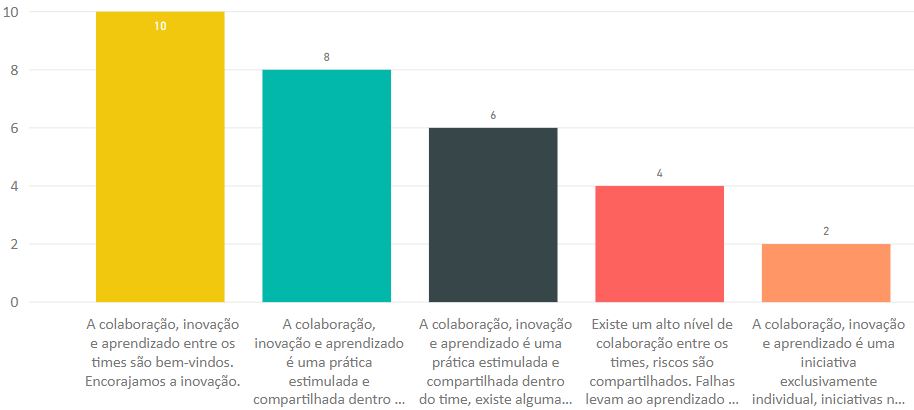 10
8
6
4
2
0
10
8
6
4
2
A colaboração, inovação
e aprendizado entre os
times são bem-vindos.
Encorajamos a inovação.
A colaboração,
inovação e aprendizado
é uma prática
estimulada e
compartilhada dentro ...
A colaboração, inovação
e aprendizado é uma
prática estimulada e
compartilhada dentro
do time, existe alguma...
Existe um alto nível de
colaboração entre os
times, riscos são
compartilhados. Falhas
levam ao aprendizado ...
A colaboração, inovação
e aprendizado é uma
iniciativa
exclusivamente
individual, iniciativas n...